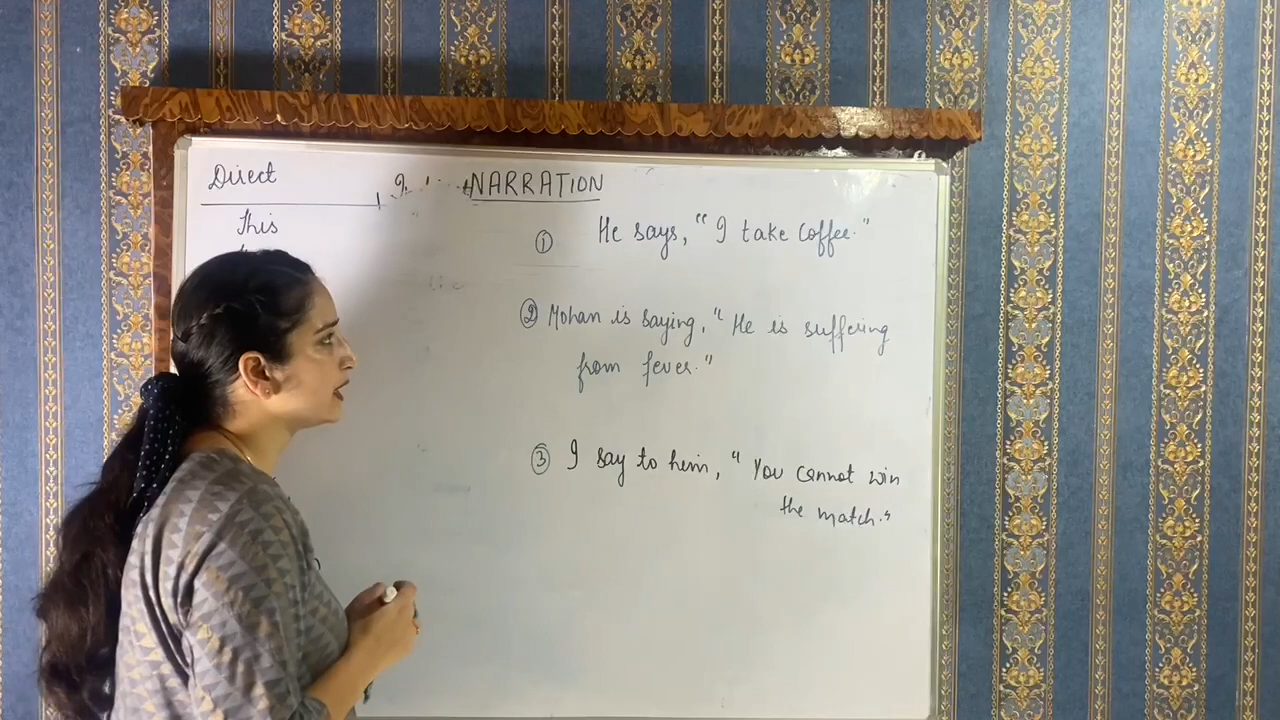 Direct
This
NARRATION
① He says, "I take coffee."
② Mohan is saying, "He is suffering
from fever."
③ I say to him, "You cannot win
the match."